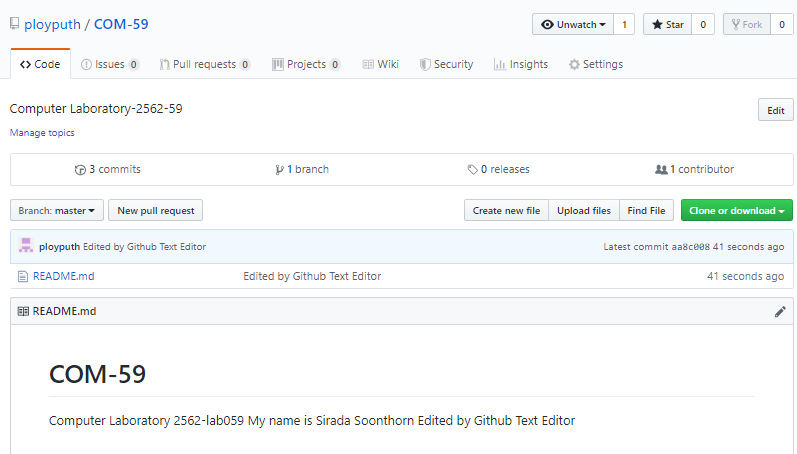 ployputh / COM-59 Unwatch 1 Star 0 Fork 0
Code Issues 0 Pull requests 0 Projects 0 Wiki Security Insights Settings
Computer Laboratory-2562-59 Edit
Manage topics
3 commits 1 branch 0 releases 1 contributor
Branch: master New pull request Create new file Upload files Find File Clone or download
ployputh Edited by Github Text Editor Latest commit aa8c008 41 seconds ago
README.md Edited by Github Text Editor 41 seconds ago
README.md
COM-59
Computer Laboratory 2562-lab059 My name is Sirada Soonthorn Edited by Github Text Editor